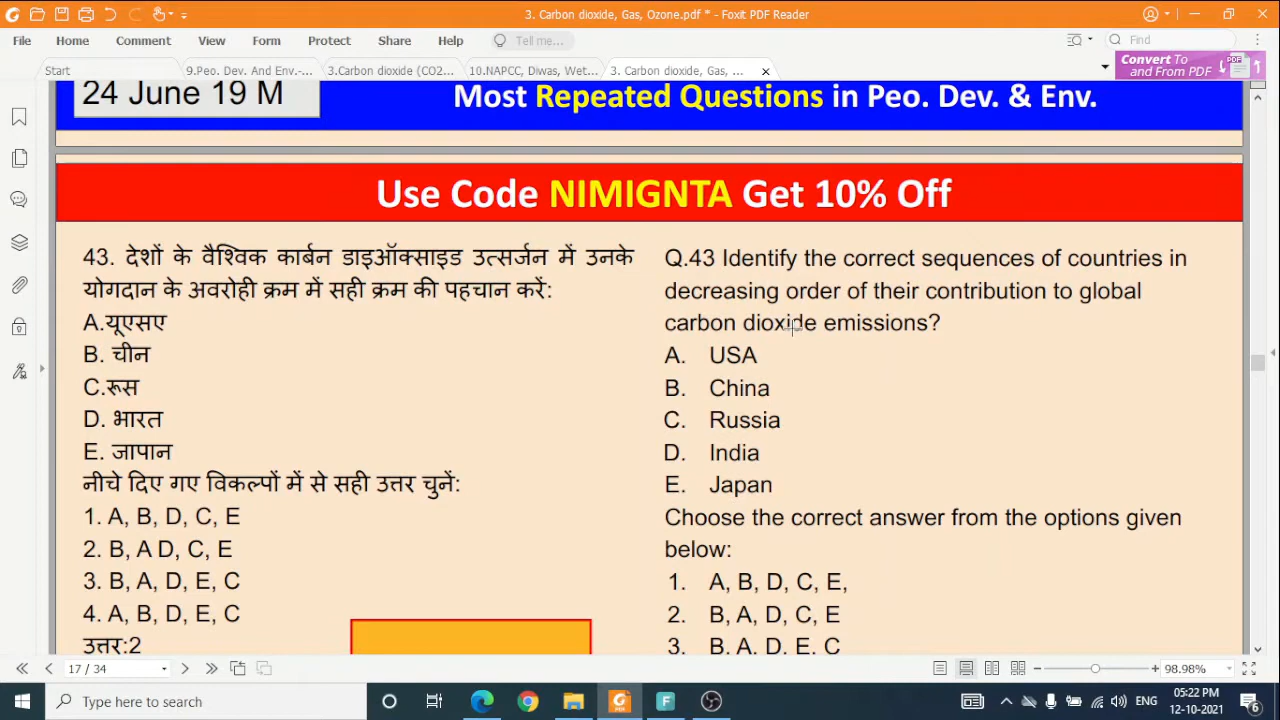 3. Carbon dioxide, Gas, Ozone.pdf * - Foxit PDF Reader
File Home Comment View Form Protect Share Help Tell me... Find
Start 9.Peo. Dev. And Env.-... 3.Carbon dioxide (CO2... 10.NAPCC, Diwas, Wet... 3. Carbon dioxide, Gas, ...
Convert To
and From PDF
PDF
24 June 19 M
Most Repeated Questions in Peo. Dev. & Env.
Use Code NIMIGNTA Get 10% Off
43. देशों के वैश्विक कार्बन डाइऑक्साइड उत्सर्जन में उनके
योगदान के अवरोही क्रम में सही क्रम की पहचान करें:
A.यूएसए
B. चीन
C.रूस
D. भारत
E. जापान
नीचे दिए गए विकल्पों में से सही उत्तर चुनें:
1. A, B, D, C, E
2. B, A D, C, E
3. B, A, D, E, C
4. A, B, D, E, C
उत्तर:2
Q.43 Identify the correct sequences of countries in
decreasing order of their contribution to global
carbon dioxide emissions?
A. USA
B. China
C. Russia
D. India
E. Japan
Choose the correct answer from the options given
below:
1. A, B, D, C, E,
2. B, A, D, C, E
3. B, A, D, E, C
17 / 34
98.98%
Type here to search
ENG
05:22 PM
12-10-2021
6